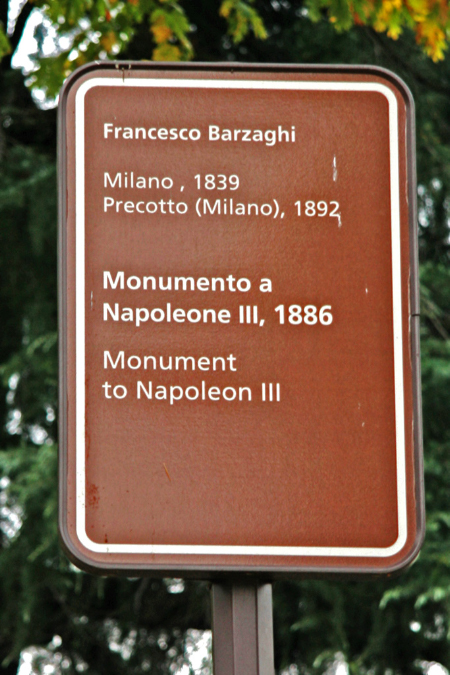 Francesco Barzaghi
Milano , 1839
Precotto (Milano), 1892
Monumento a
Napoleone III, 1886
Monument
to Napoleon III